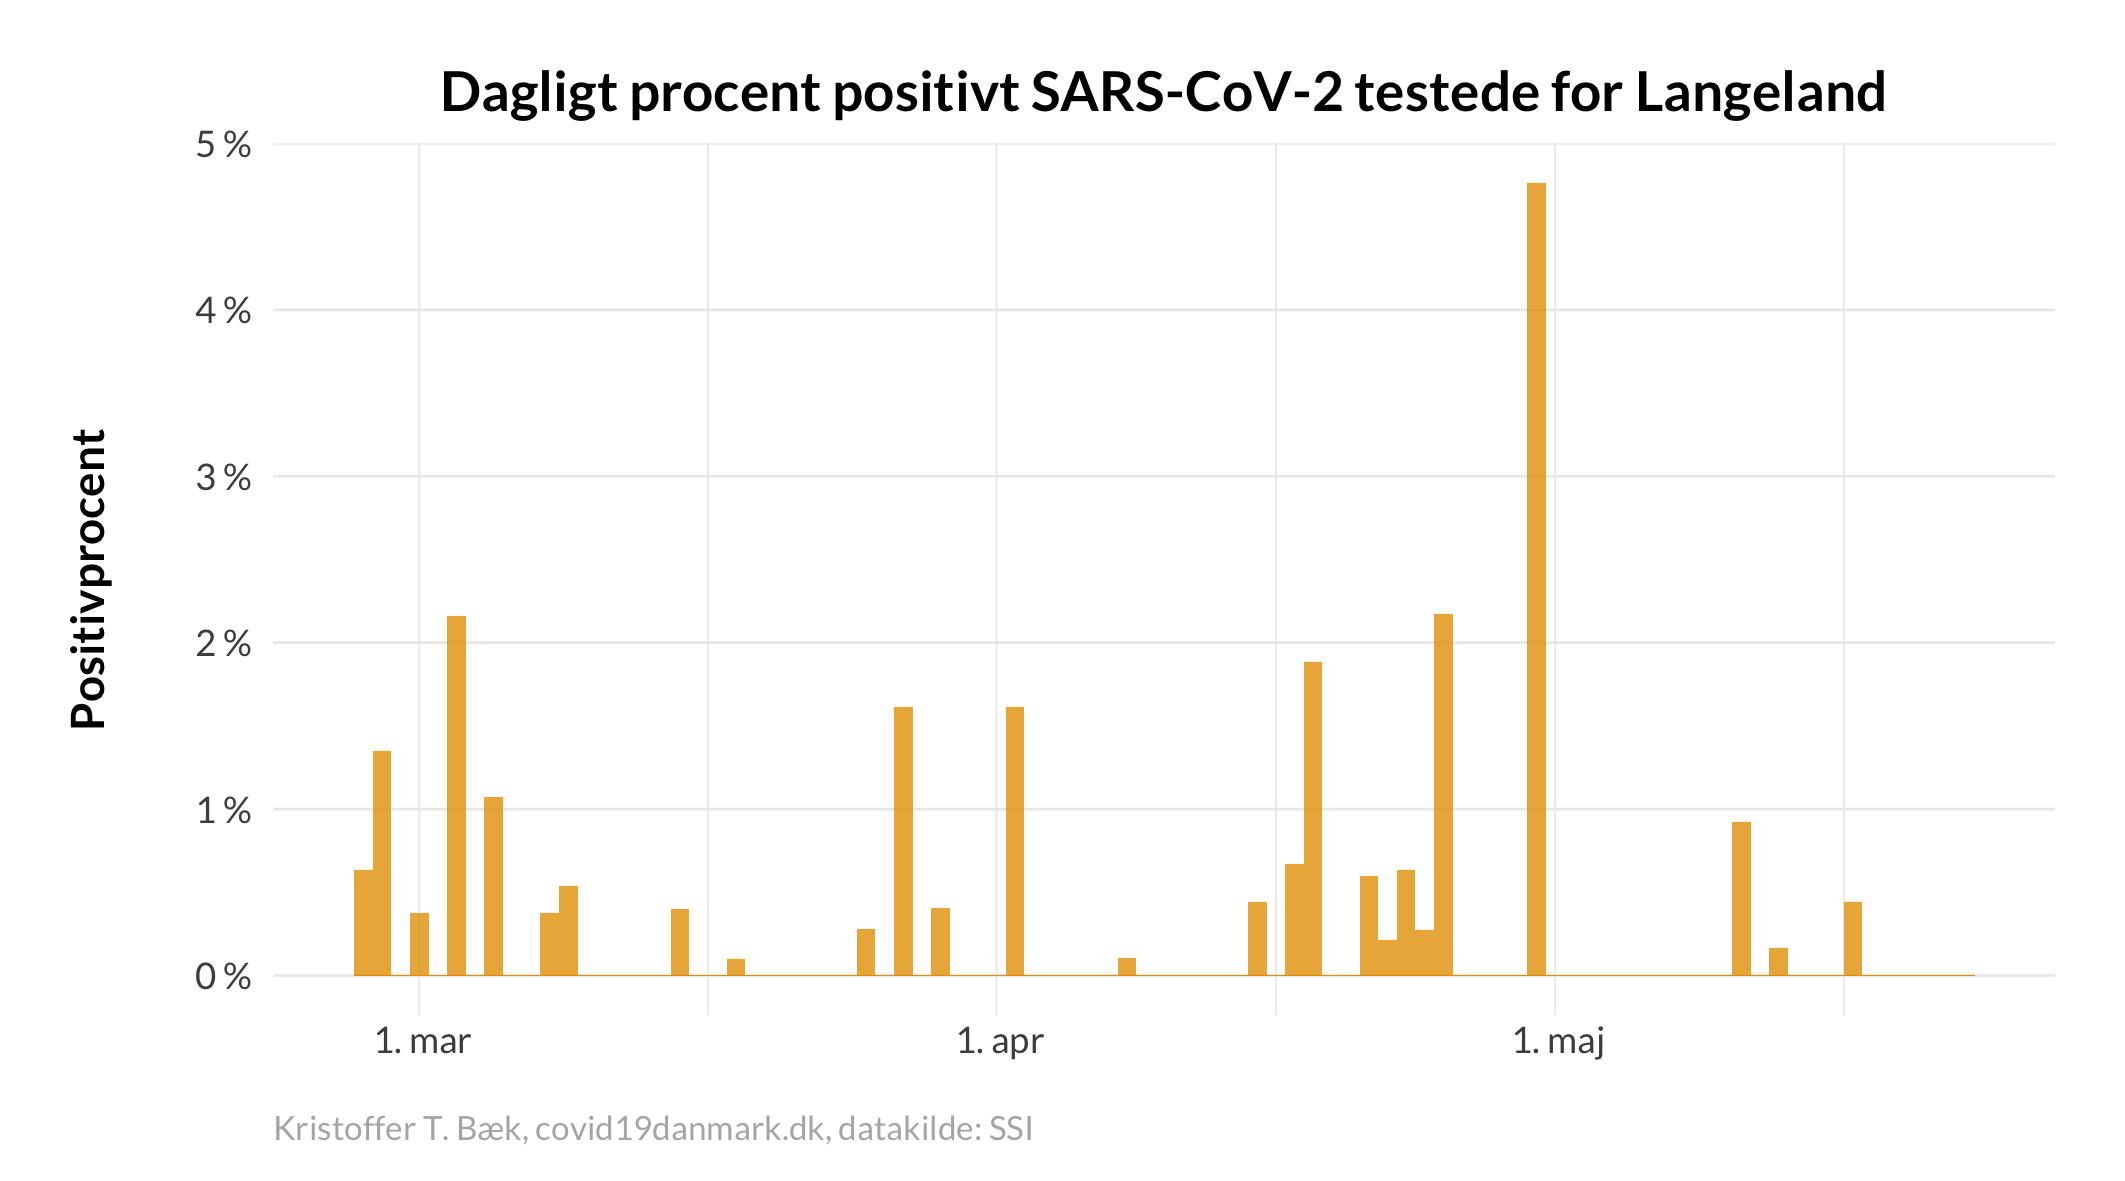 Dagligt procent positivt SARS-CoV-2 testede for Langeland
Positivprocent
5 %
4 %
3 %
2 %
1 %
0 %
1. mar
1. apr
1. maj
Kristoffer T. Bæk, covid19danmark.dk, datakilde: SSI